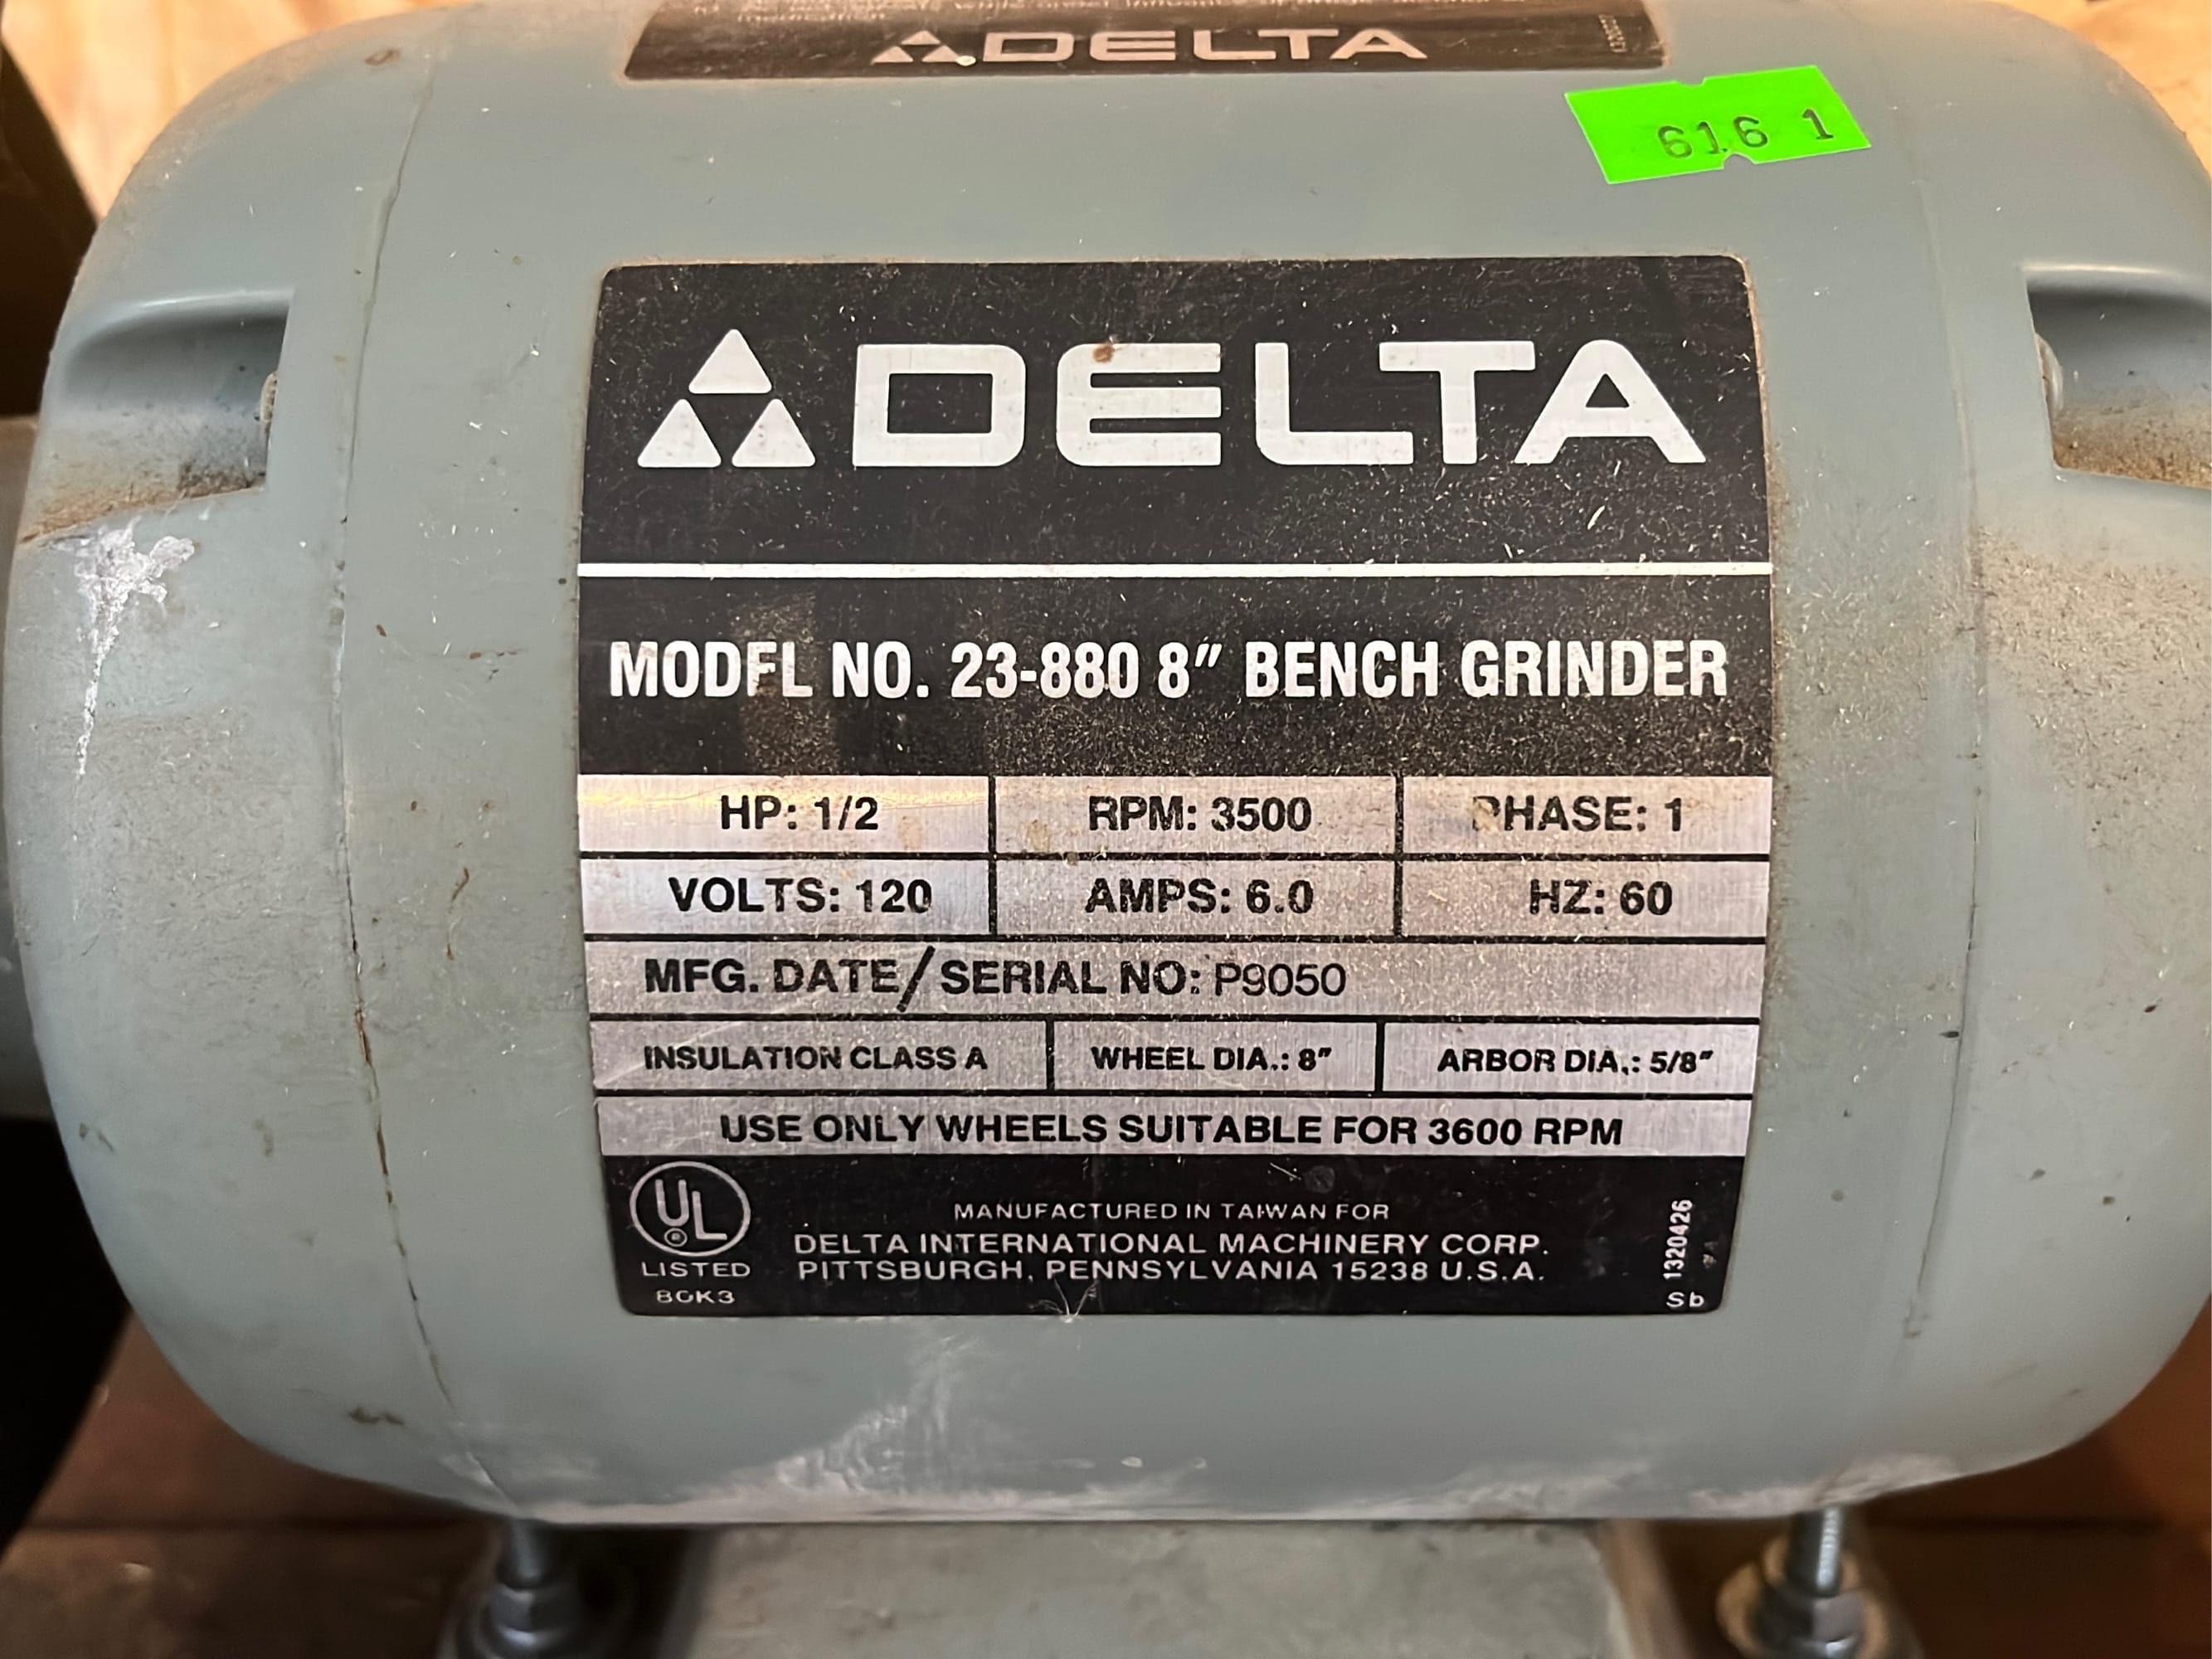 DELTA
616 1
DELTA
MODEL NO. 23-880 8" BENCH GRINDER
HP: 1/2 RPM: 3500 PHASE: 1
VOLTS: 120 AMPS: 6.0 HZ: 60
MFG. DATE/SERIAL NO: P9050
INSULATION CLASS A WHEEL DIA.: 8" ARBOR DIA.: 5/8"
USE ONLY WHEELS SUITABLE FOR 3600 RPM
UL
®
LISTED
MANUFACTURED IN TAIWAN FOR
DELTA INTERNATIONAL MACHINERY CORP.
PITTSBURGH, PENNSYLVANIA 15238 U.S.A.
1320426
Sb